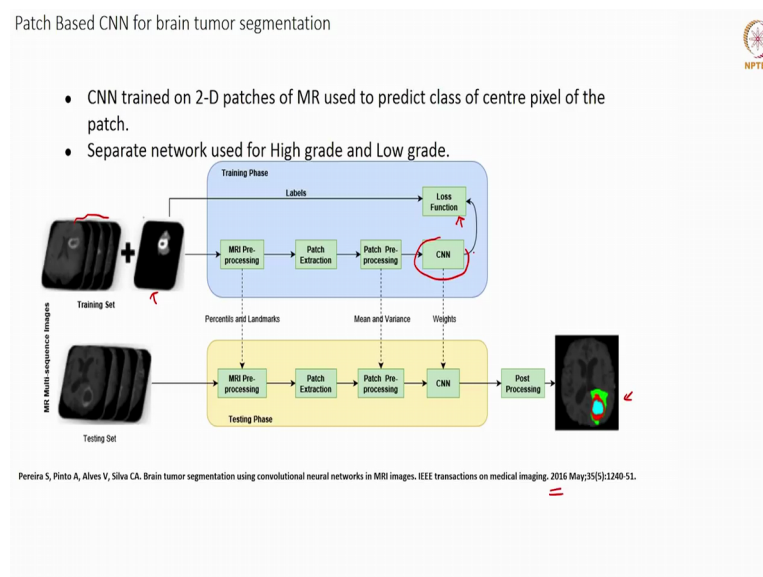 Patch Based CNN for brain tumor segmentation
NPTE
• CNN trained on 2-D patches of MR used to predict class of centre pixel of the
patch.
• Separate network used for High grade and Low grade.
Training Phase
Labels
Loss
Function
MRI Pre-
processing
Patch
Extraction
Patch Pre-
processing
CNN
Training Set
Percentils and Landmarks
Mean and Variance
Weights
MR Multi-sequence Images
MRI Pre-
processing
Patch
Extraction
Patch Pre-
processing
CNN
Post
Processing
Testing Phase
Testing Set
Pereira S, Pinto A, Alves V, Silva CA. Brain tumor segmentation using convolutional neural networks in MRI images. IEEE transactions on medical imaging. 2016 May;35(5):1240-51.